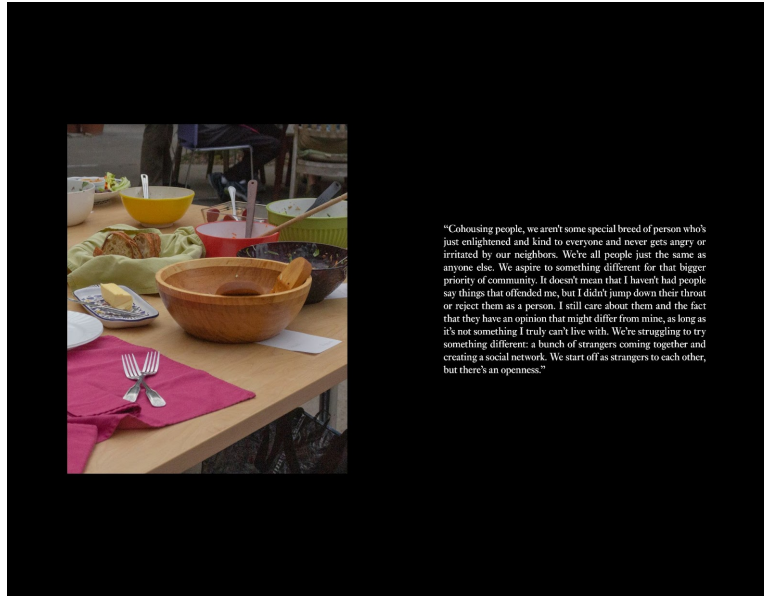 “Cohousing people, we aren't some special breed of person who's
just enlightened and kind to everyone and never gets angry or
irritated by our neighbors. We're all people just the same as
anyone else. We aspire to something different for that bigger
priority of community. It doesn't mean that I haven't had people
say things that offended me, but I didn't jump down their throat
or reject them as a person. I still care about them and the fact
that they have an opinion that might differ from mine, as long as
it's not something I truly can't live with. We're struggling to try
something different: a bunch of strangers coming together and
creating a social network. We start off as strangers to each other,
but there's an openness.”